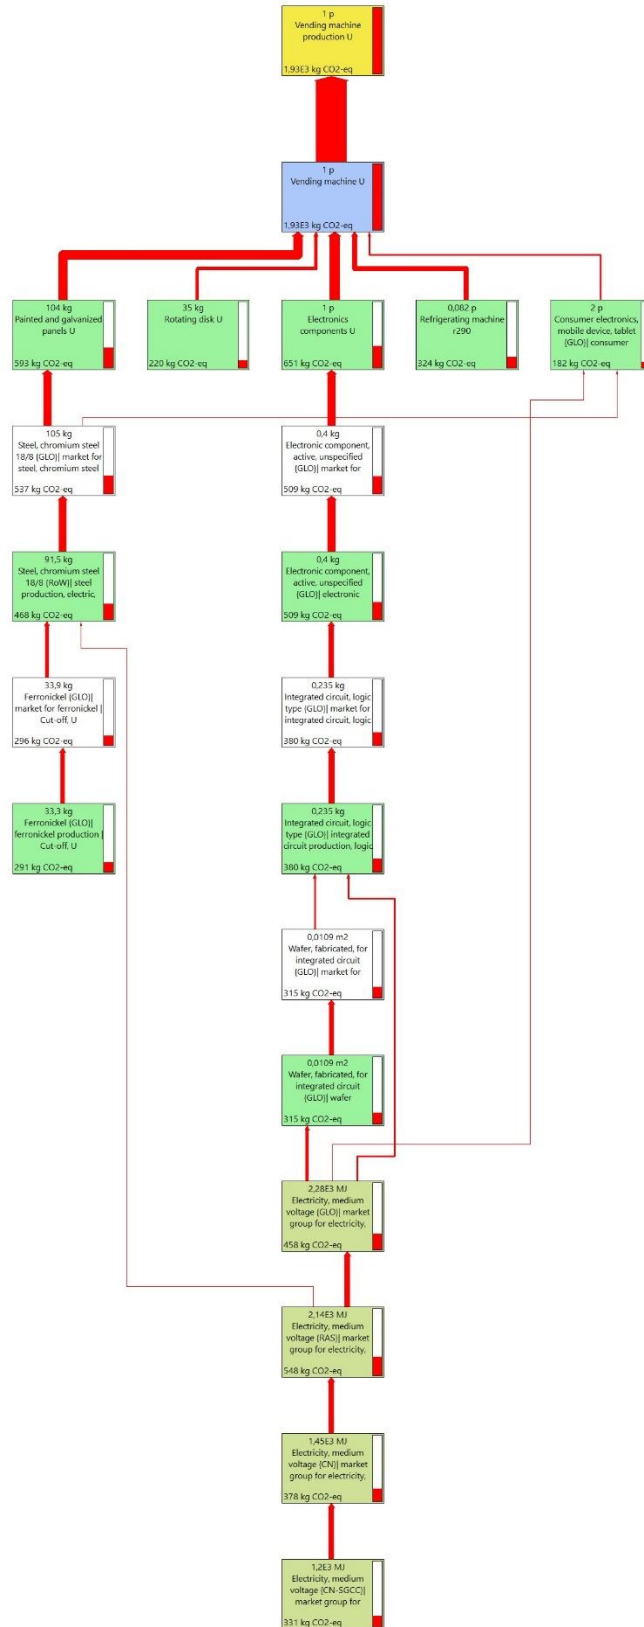 1 p
Vending machine
production U
1,93E3 kg CO2-eq
1 p
Vending machine U
1,93E3 kg CO2-eq
104 kg
Painted and galvanized
panels U
593 kg CO2-eq
35 kg
Rotating disk U
220 kg CO2-eq
1 p
Electronics
components U
651 kg CO2-eq
0,082 p
Refrigerating machine
r290
324 kg CO2-eq
2 p
Consumer electronics,
mobile device, tablet
{GLO}| consumer
182 kg CO2-eq
105 kg
Steel, chromium steel
18/8 {GLO}| market for
steel, chromium steel
537 kg CO2-eq
0,4 kg
Electronic component,
active, unspecified
{GLO}| market for
509 kg CO2-eq
91,5 kg
Steel, chromium steel
18/8 {RoW}| steel
production, electric,
468 kg CO2-eq
0,4 kg
Electronic component,
active, unspecified
{GLO}| electronic
509 kg CO2-eq
33,9 kg
Ferronickel {GLO}|
market for ferronickel |
Cut-off, U
296 kg CO2-eq
0,235 kg
Integrated circuit, logic
type {GLO}| market for
integrated circuit, logic
380 kg CO2-eq
33,3 kg
Ferronickel {GLO}|
ferronickel production |
Cut-off, U
291 kg CO2-eq
0,235 kg
Integrated circuit, logic
type {GLO}| integrated
circuit production, logic
380 kg CO2-eq
0,0109 m2
Wafer, fabricated, for
integrated circuit
{GLO}| market for
315 kg CO2-eq
0,0109 m2
Wafer, fabricated, for
integrated circuit
{GLO}| wafer
315 kg CO2-eq
2,28E3 MJ
Electricity, medium
voltage {GLO}| market
group for electricity,
458 kg CO2-eq
2,14E3 MJ
Electricity, medium
voltage {RAS}| market
group for electricity,
548 kg CO2-eq
1,45E3 MJ
Electricity, medium
voltage {CN}| market
group for electricity,
378 kg CO2-eq
1,2E3 MJ
Electricity, medium
voltage {CN-SGCC}|
market group for
331 kg CO2-eq